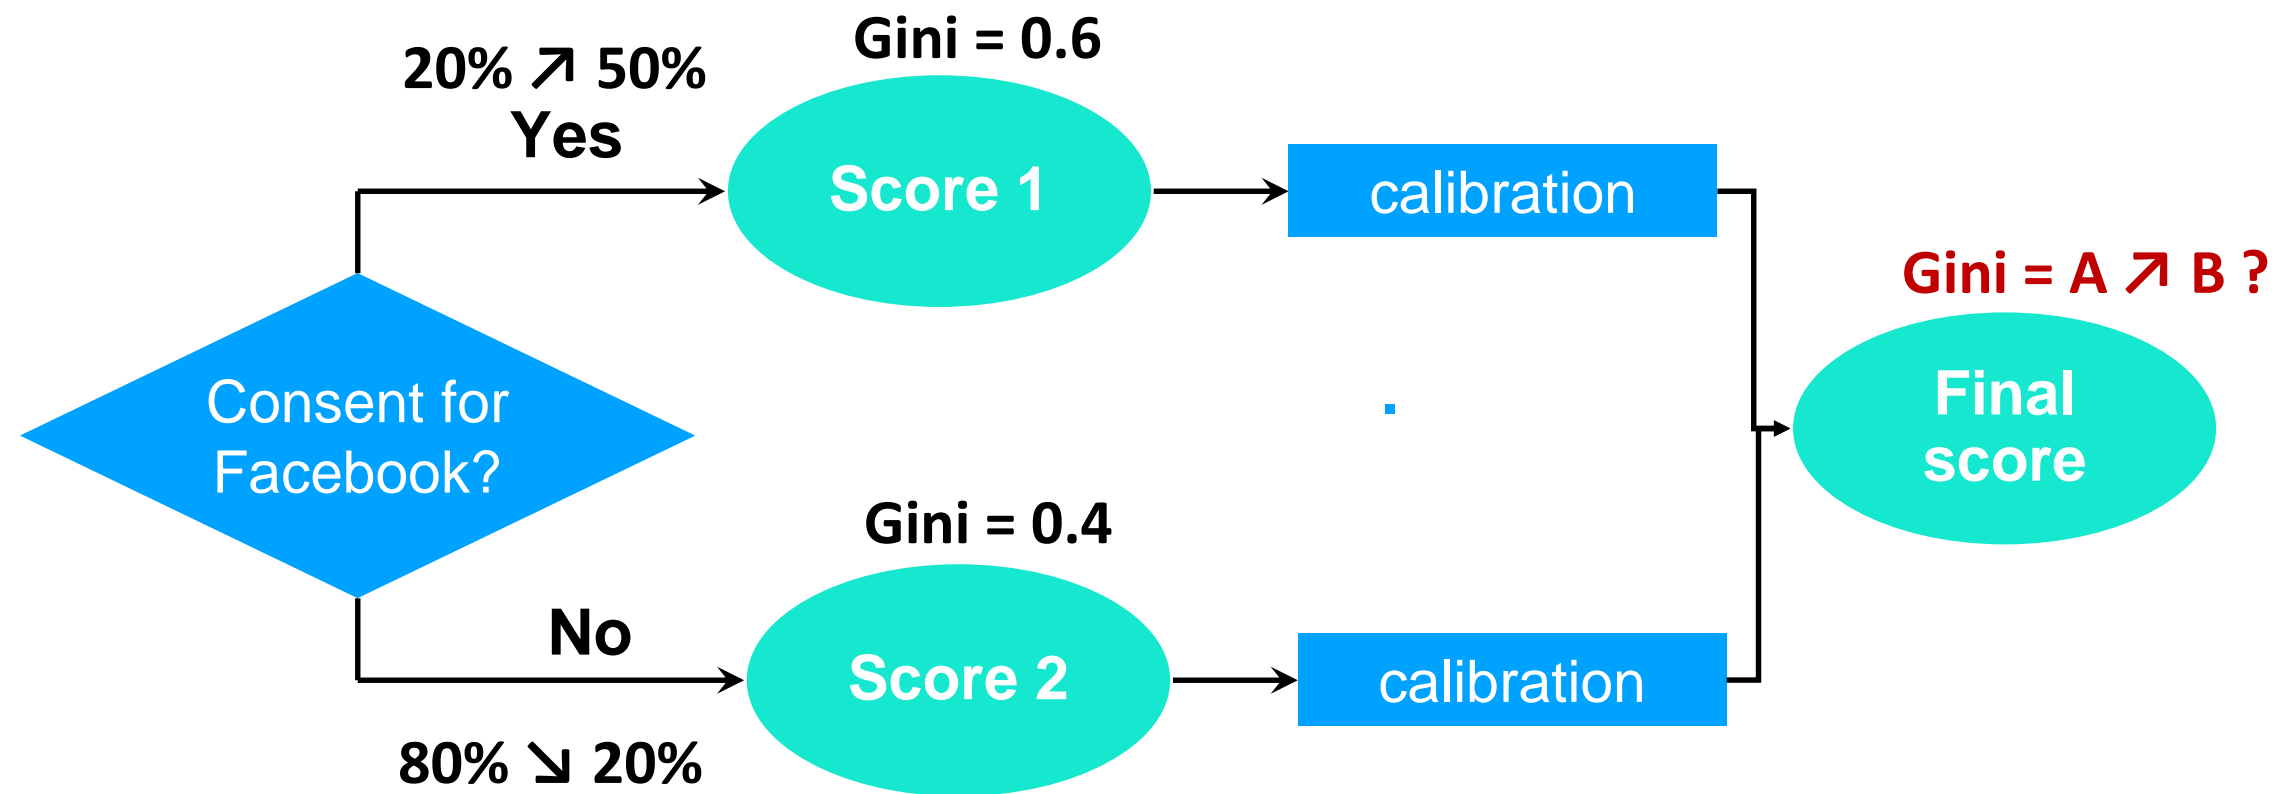 Gini = 0.6
20% ↗ 50%
Yes
Score 1
calibration
Gini = A ↗ B ?
Consent for
Facebook?
Final
score
Gini = 0.4
No
Score 2
calibration
80% ↘ 20%